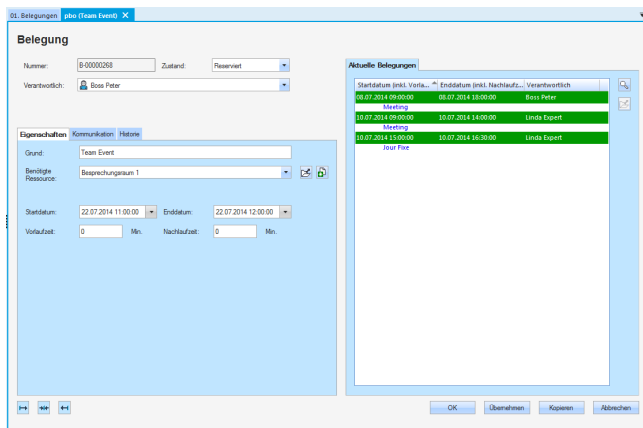 01. Belegungen pbo (Team Event) X
Belegung
Nummer: B-00000268 Zustand: Reserviert
Verantwortlich: Boss Peter
Eigenschaften Kommunikation Historie
Grund: Team Event
Benötigte Ressource: Besprechungsraum 1
Startdatum: 22.07.2014 11:00:00 Enddatum: 22.07.2014 12:00:00
Vorlaufzeit: 0 Min. Nachlaufzeit: 0 Min.
Aktuelle Belegungen
Startdatum (inkl. Vorla... Enddatum (inkl. Nachlaufz... Verantwortlich
08.07.2014 09:00:00 08.07.2014 18:00:00 Boss Peter
Meeting
10.07.2014 09:00:00 10.07.2014 14:00:00 Linda Expert
Meeting
10.07.2014 15:00:00 10.07.2014 16:30:00 Linda Expert
Jour Fixe
OK Übernehmen Kopieren Abbrechen